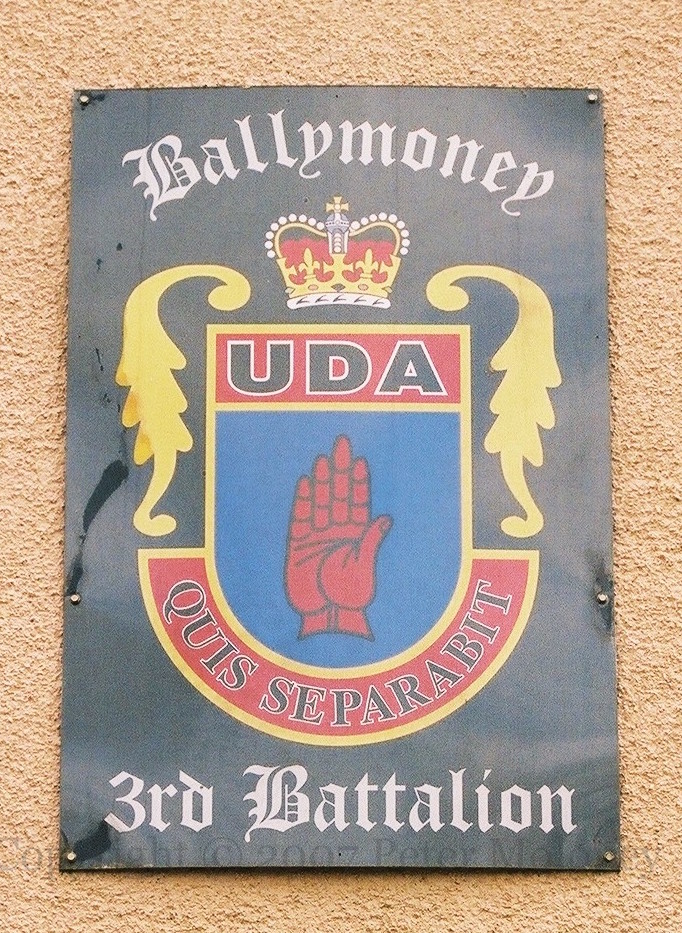 Ballymoney
UDA
QUIS SEPARABIT
3rd Battalion
Copyright © 2007 Peter Moloney